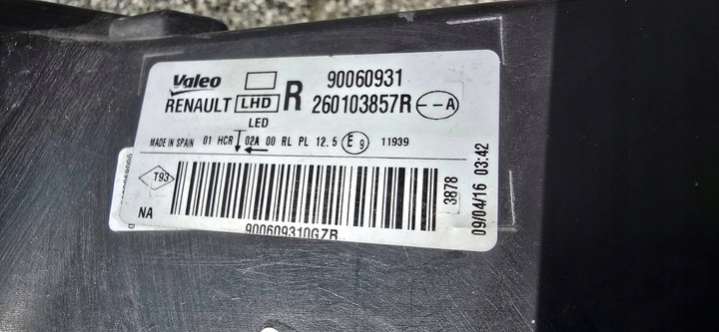 Valeo R 90060931
RENAULT LHD 260103857R --A
LED
MADE IN SPAIN 01 HCR 02A 00 RL PL 12.5 E9 11939
T93
NA
3878
09/04/16 03:42
900609310GZR